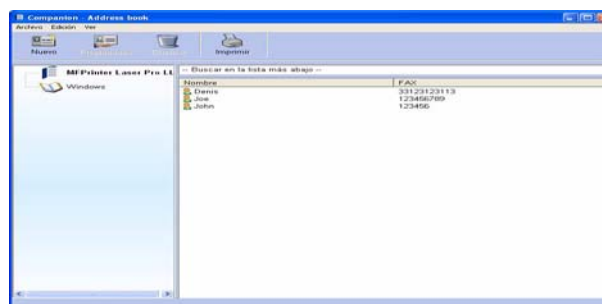 Companion - Address book
Archivo Edición Ver
Nuevo Imprimir
MFPrinter Laser Pro LL
Windows
-- Buscar en la lista más abajo --
Nombre FAX
Denis 33123123113
Joe 123456789
John 123456